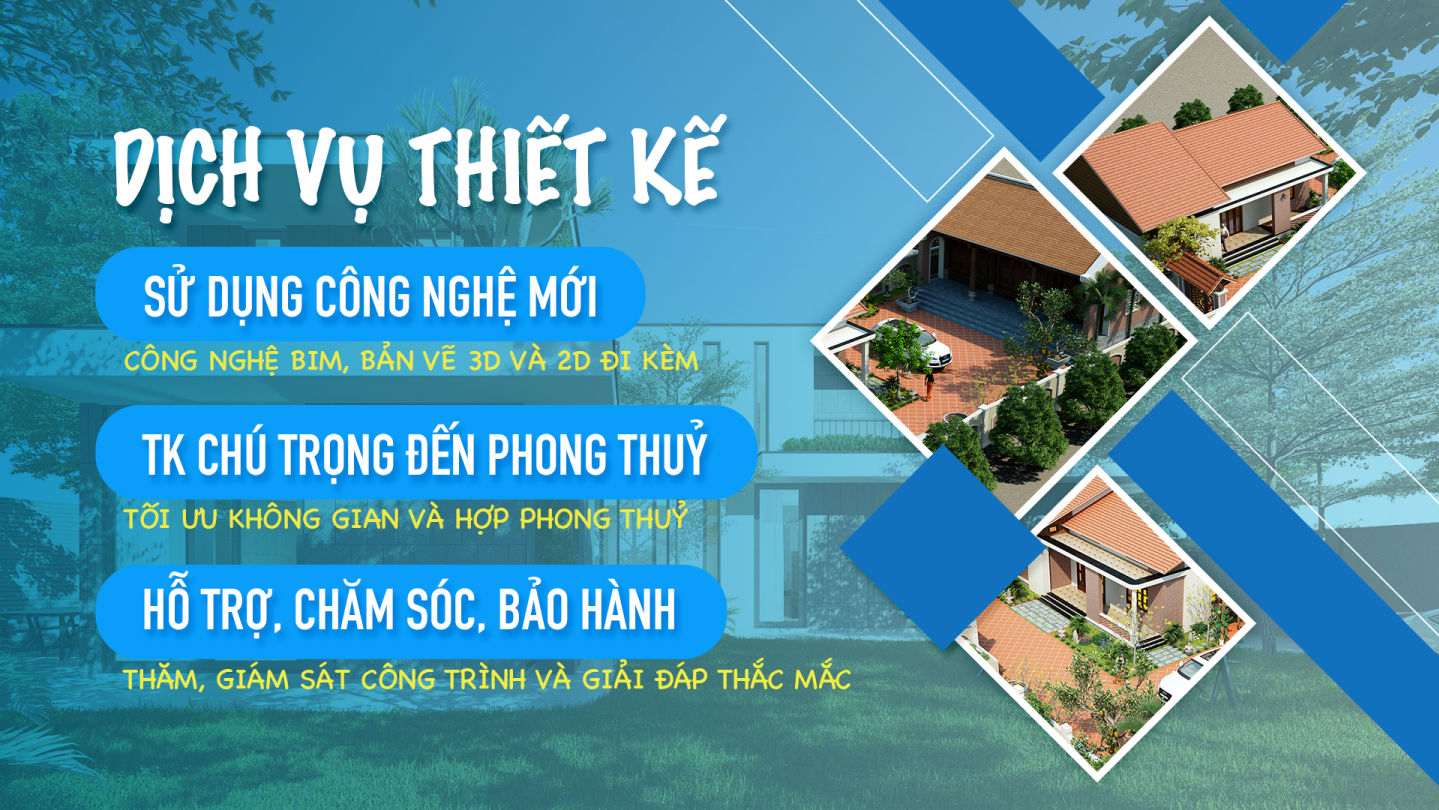 DỊCH VỤ THIẾT KẾ
SỬ DỤNG CÔNG NGHỆ MỚI
CÔNG NGHỆ BIM, BẢN VẼ 3D VÀ 2D ĐI KÈM
TK CHÚ TRỌNG ĐẾN PHONG THUỶ
TỐI ƯU KHÔNG GIAN VÀ HỢP PHONG THUỶ
HỖ TRỢ, CHĂM SÓC, BẢO HÀNH
THĂM, GIÁM SÁT CÔNG TRÌNH VÀ GIẢI ĐÁP THẮC MẮC